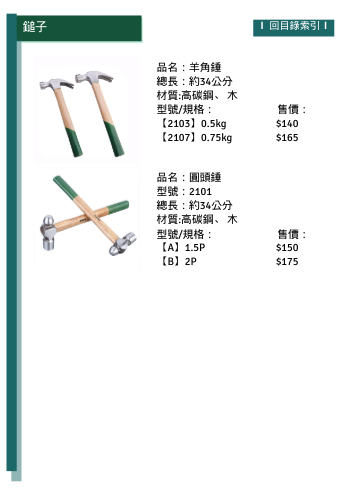 鎚子
回目錄索引
品名：羊角錘
總長：約34公分
材質:高碳鋼、 木
型號/規格： 售價：
【2103】0.5kg $140
【2107】0.75kg $165
品名：圓頭錘
型號：2101
總長：約34公分
材質:高碳鋼、 木
型號/規格： 售價：
【A】1.5P $150
【B】2P $175